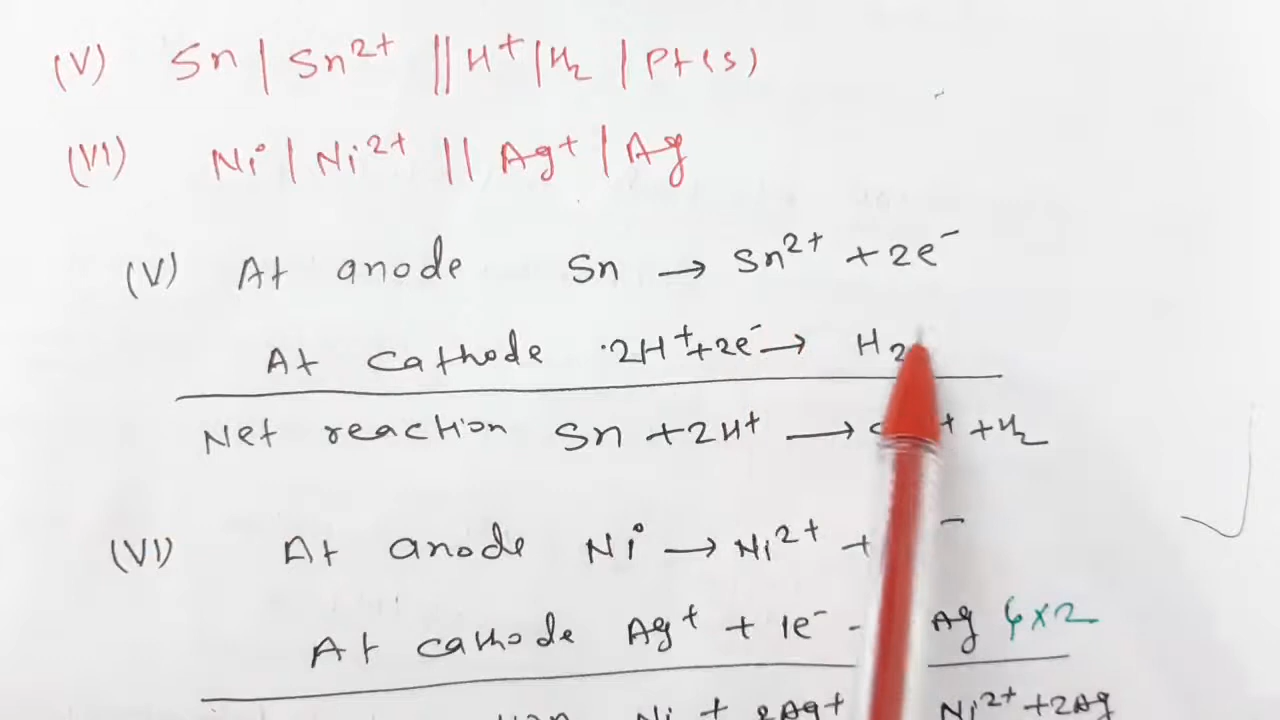 (V) Sn | Sn²⁺ || H⁺ | H₂ | Pt(s)
(VI) Ni | Ni²⁺ || Ag⁺ | Ag
(V) At anode Sn → Sn²⁺ + 2e⁻
At cathode 2H⁺ + 2e⁻ → H₂
Net reaction Sn + 2H⁺ → + H₂
(VI) At anode Ni → Ni²⁺ +
At cathode Ag⁺ + 1e⁻ Ag }×2
Ni + 2Ag⁺ Ni²⁺ + 2Ag